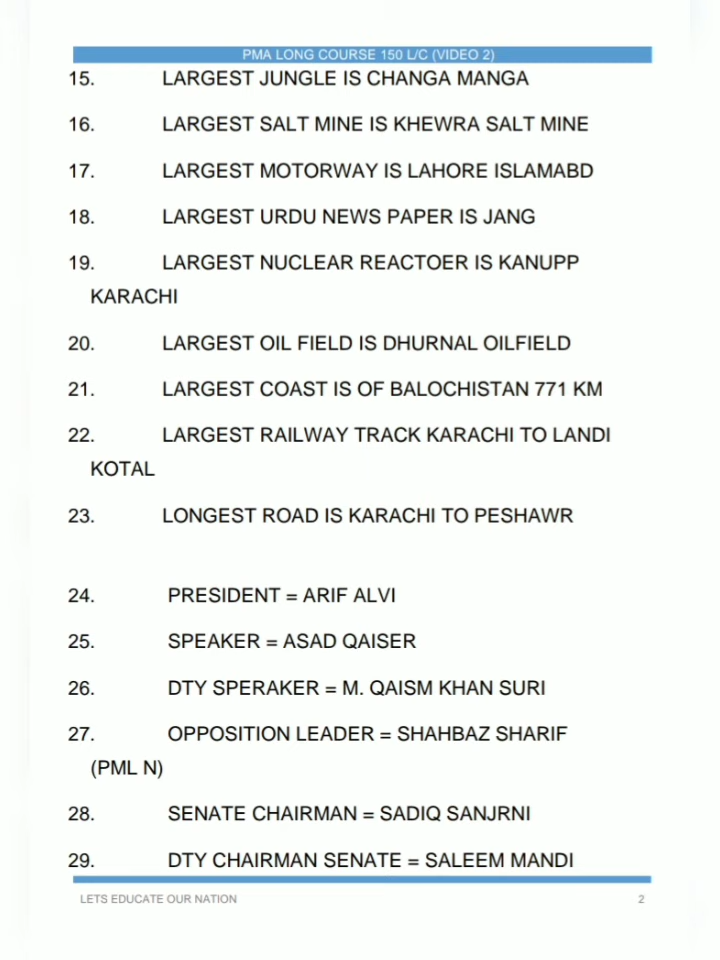 PMA LONG COURSE 150 L/C (VIDEO 2)
15. LARGEST JUNGLE IS CHANGA MANGA
16. LARGEST SALT MINE IS KHEWRA SALT MINE
17. LARGEST MOTORWAY IS LAHORE ISLAMABD
18. LARGEST URDU NEWS PAPER IS JANG
19. LARGEST NUCLEAR REACTOER IS KANUPP
KARACHI
20. LARGEST OIL FIELD IS DHURNAL OILFIELD
21. LARGEST COAST IS OF BALOCHISTAN 771 KM
22. LARGEST RAILWAY TRACK KARACHI TO LANDI
KOTAL
23. LONGEST ROAD IS KARACHI TO PESHAWR
24. PRESIDENT = ARIF ALVI
25. SPEAKER = ASAD QAISER
26. DTY SPERAKER = M. QAISM KHAN SURI
27. OPPOSITION LEADER = SHAHBAZ SHARIF
(PML N)
28. SENATE CHAIRMAN = SADIQ SANJRNI
29. DTY CHAIRMAN SENATE = SALEEM MANDI
LETS EDUCATE OUR NATION 2